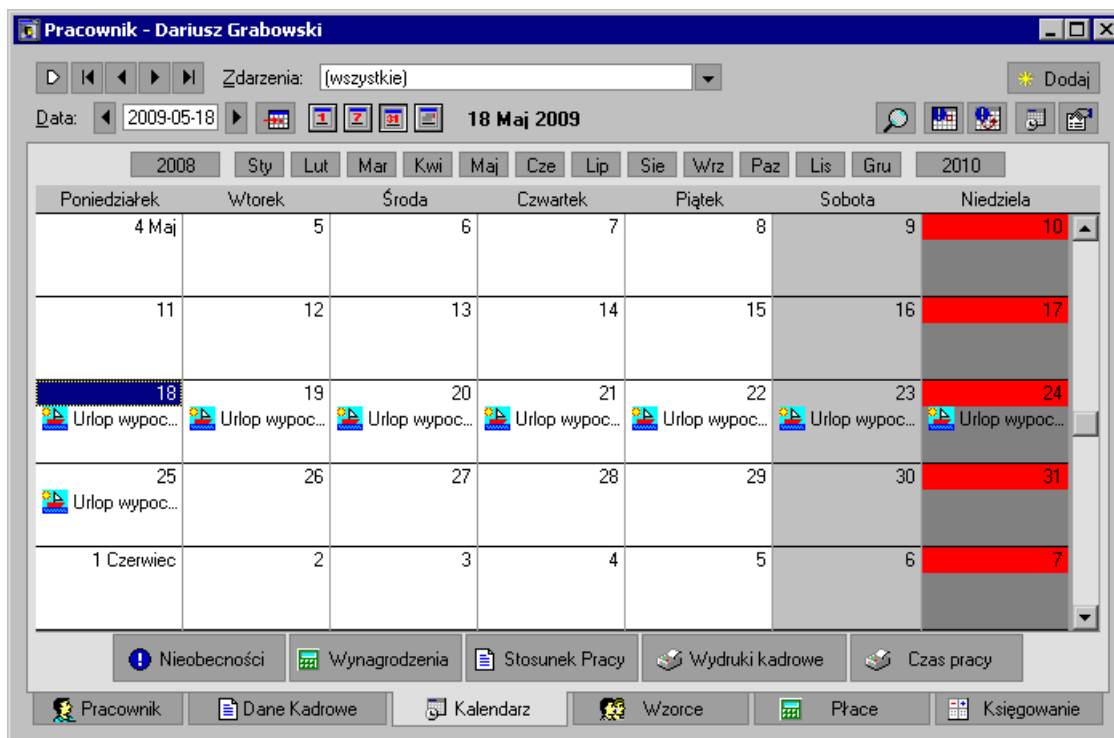 Pracownik - Dariusz Grabowski
Zdarzenia: (wszystkie) Dodaj
Data: 2009-05-18 1 7 31 18 Maj 2009
2008 Sty Lut Mar Kwi Maj Cze Lip Sie Wrz Paz Lis Gru 2010
Poniedziałek Wtorek Środa Czwartek Piątek Sobota Niedziela
4 Maj 5 6 7 8 9 10
11 12 13 14 15 16 17
18 19 20 21 22 23 24
Urlop wypoc... Urlop wypoc... Urlop wypoc... Urlop wypoc... Urlop wypoc... Urlop wypoc... Urlop wypoc...
25 26 27 28 29 30 31
Urlop wypoc...
1 Czerwiec 2 3 4 5 6 7
Nieobecności Wynagrodzenia Stosunek Pracy Wydruki kadrowe Czas pracy
Pracownik Dane Kadrowe Kalendarz Wzorce Płace Księgowanie